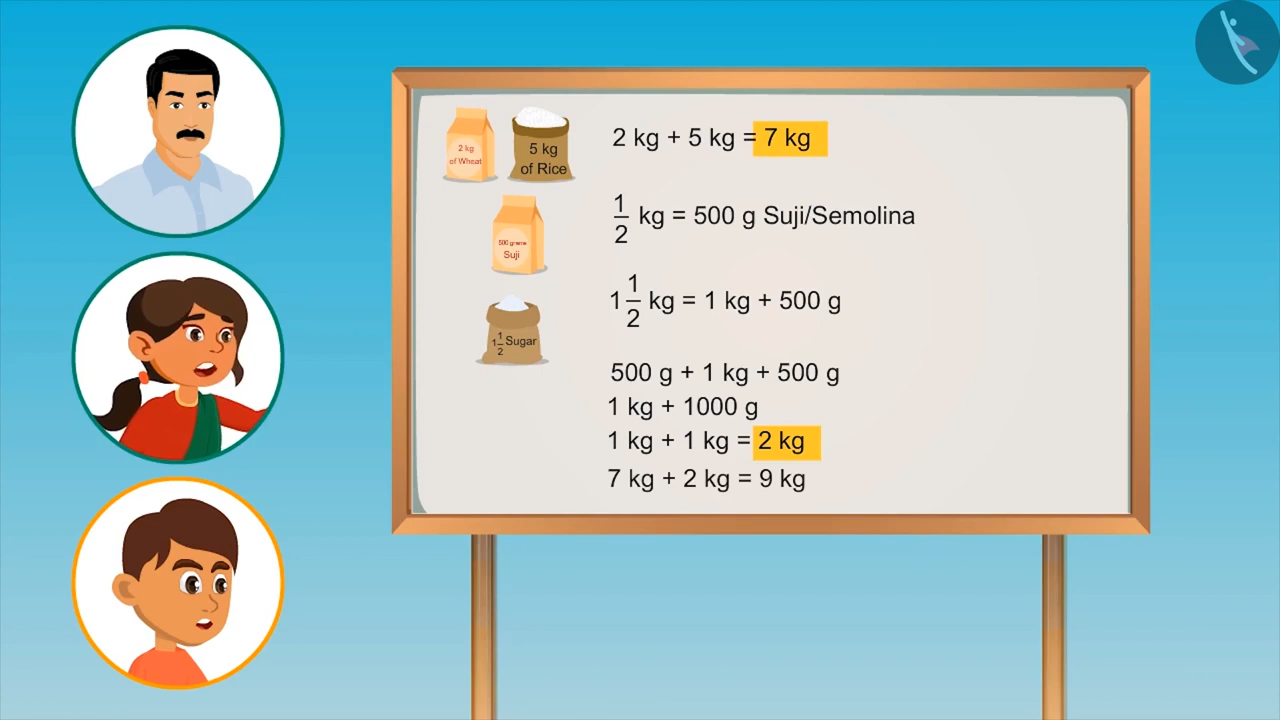 2 kg
of Wheat
5 kg
of Rice
2 kg + 5 kg = 7 kg
500 grams
Suji
1/2 kg = 500 g Suji/Semolina
1 1/2 kg = 1 kg + 500 g
1 1/2 Sugar
500 g + 1 kg + 500 g
1 kg + 1000 g
1 kg + 1 kg = 2 kg
7 kg + 2 kg = 9 kg